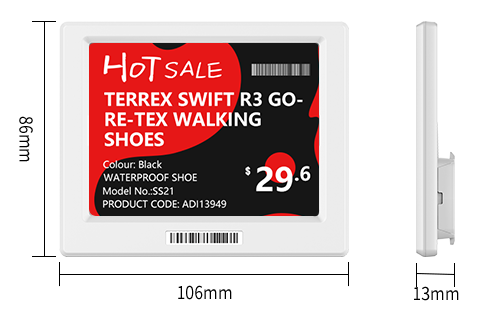 HOT SALE
TERREX SWIFT R3 GO-
RE-TEX WALKING
SHOES
Colour: Black
WATERPROOF SHOE
Model No.:SS21
PRODUCT CODE: ADI13949
$ 29.6
86mm
106mm
13mm